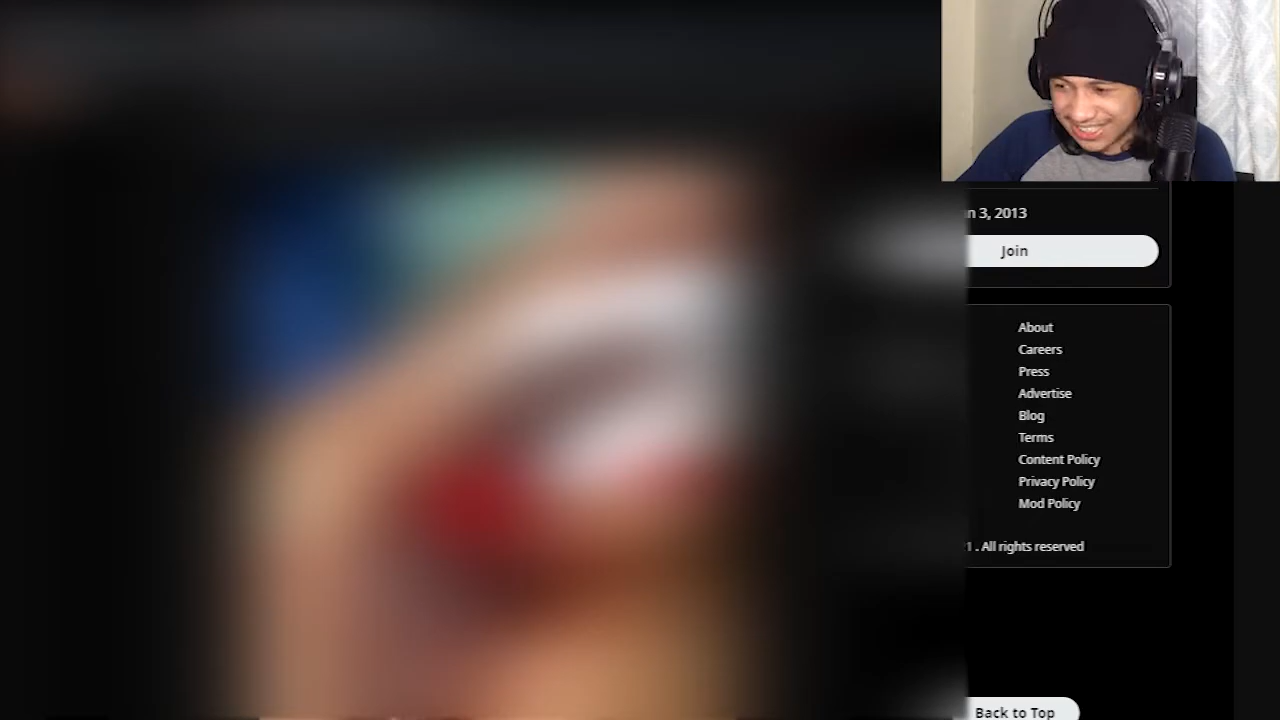 n 3, 2013
Join
About
Careers
Press
Advertise
Blog
Terms
Content Policy
Privacy Policy
Mod Policy
1 . All rights reserved
Back to Top